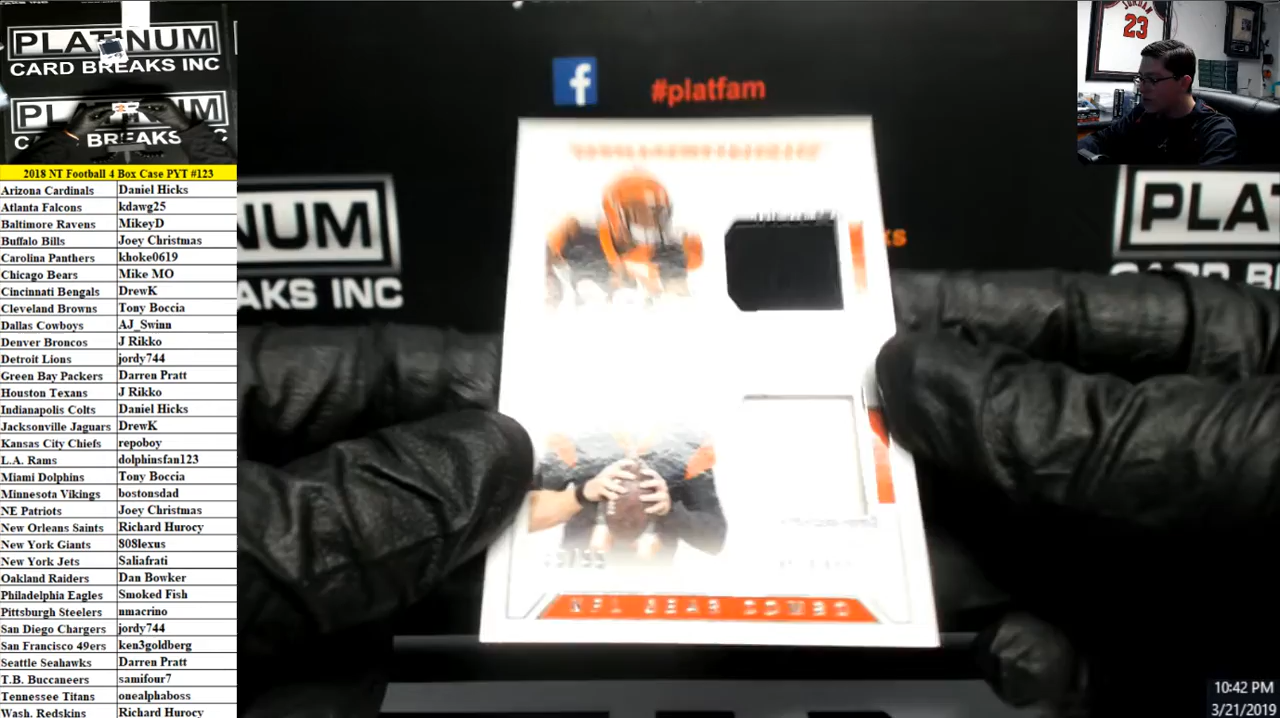 PLATINUM
CARD BREAKS INC
PLATINUM
CARD BREAKS INC
2018 NT Football 4 Box Case PYT #123
Arizona Cardinals Daniel Hicks
Atlanta Falcons kdawg25
Baltimore Ravens MikeyD
Buffalo Bills Joey Christmas
Carolina Panthers khoke0619
Chicago Bears Mike MO
Cincinnati Bengals DrewK
Cleveland Browns Tony Boccia
Dallas Cowboys AJ_Swinn
Denver Broncos J Rikko
Detroit Lions jordy744
Green Bay Packers Darren Pratt
Houston Texans J Rikko
Indianapolis Colts Daniel Hicks
Jacksonville Jaguars DrewK
Kansas City Chiefs repoboy
L.A. Rams dolphinsfan123
Miami Dolphins Tony Boccia
Minnesota Vikings bostonsdad
NE Patriots Joey Christmas
New Orleans Saints Richard Hurocy
New York Giants 808lexus
New York Jets Saliafrati
Oakland Raiders Dan Bowker
Philadelphia Eagles Smoked Fish
Pittsburgh Steelers nmacrino
San Diego Chargers jordy744
San Francisco 49ers ken3goldberg
Seattle Seahawks Darren Pratt
T.B. Buccaneers samifour7
Tennessee Titans onealphaboss
Wash. Redskins Richard Hurocy
f
#platfam
NUM
AKS INC
PLA
NFL GEAR COMBO
JORDAN
23
10:42 PM
3/21/2019